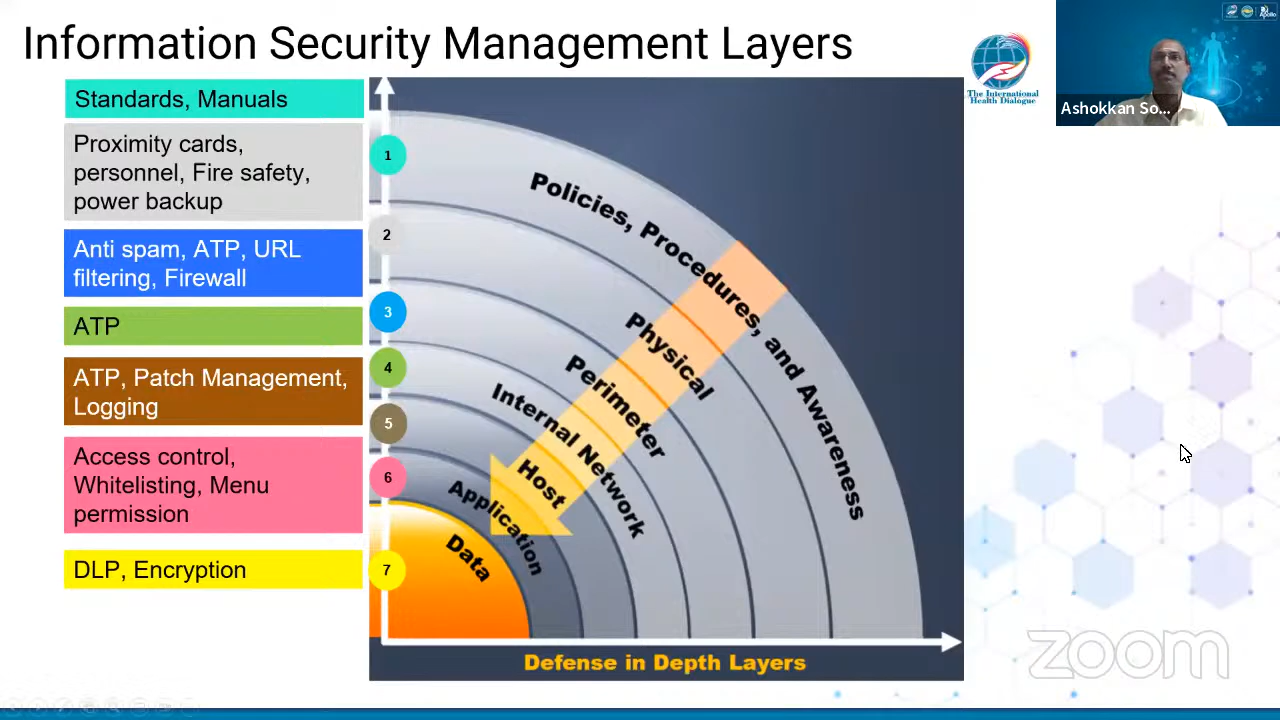 Information Security Management Layers
Standards, Manuals
Proximity cards,
personnel, Fire safety,
power backup
Anti spam, ATP, URL
filtering, Firewall
ATP
ATP, Patch Management,
Logging
Access control,
Whitelisting, Menu
permission
DLP, Encryption
1
2
3
4
5
6
7
Policies, Procedures, and Awareness
Physical
Perimeter
Internal Network
Host
Application
Data
Defense in Depth Layers
The International
Health Dialogue
Ashokkan So...
zoom